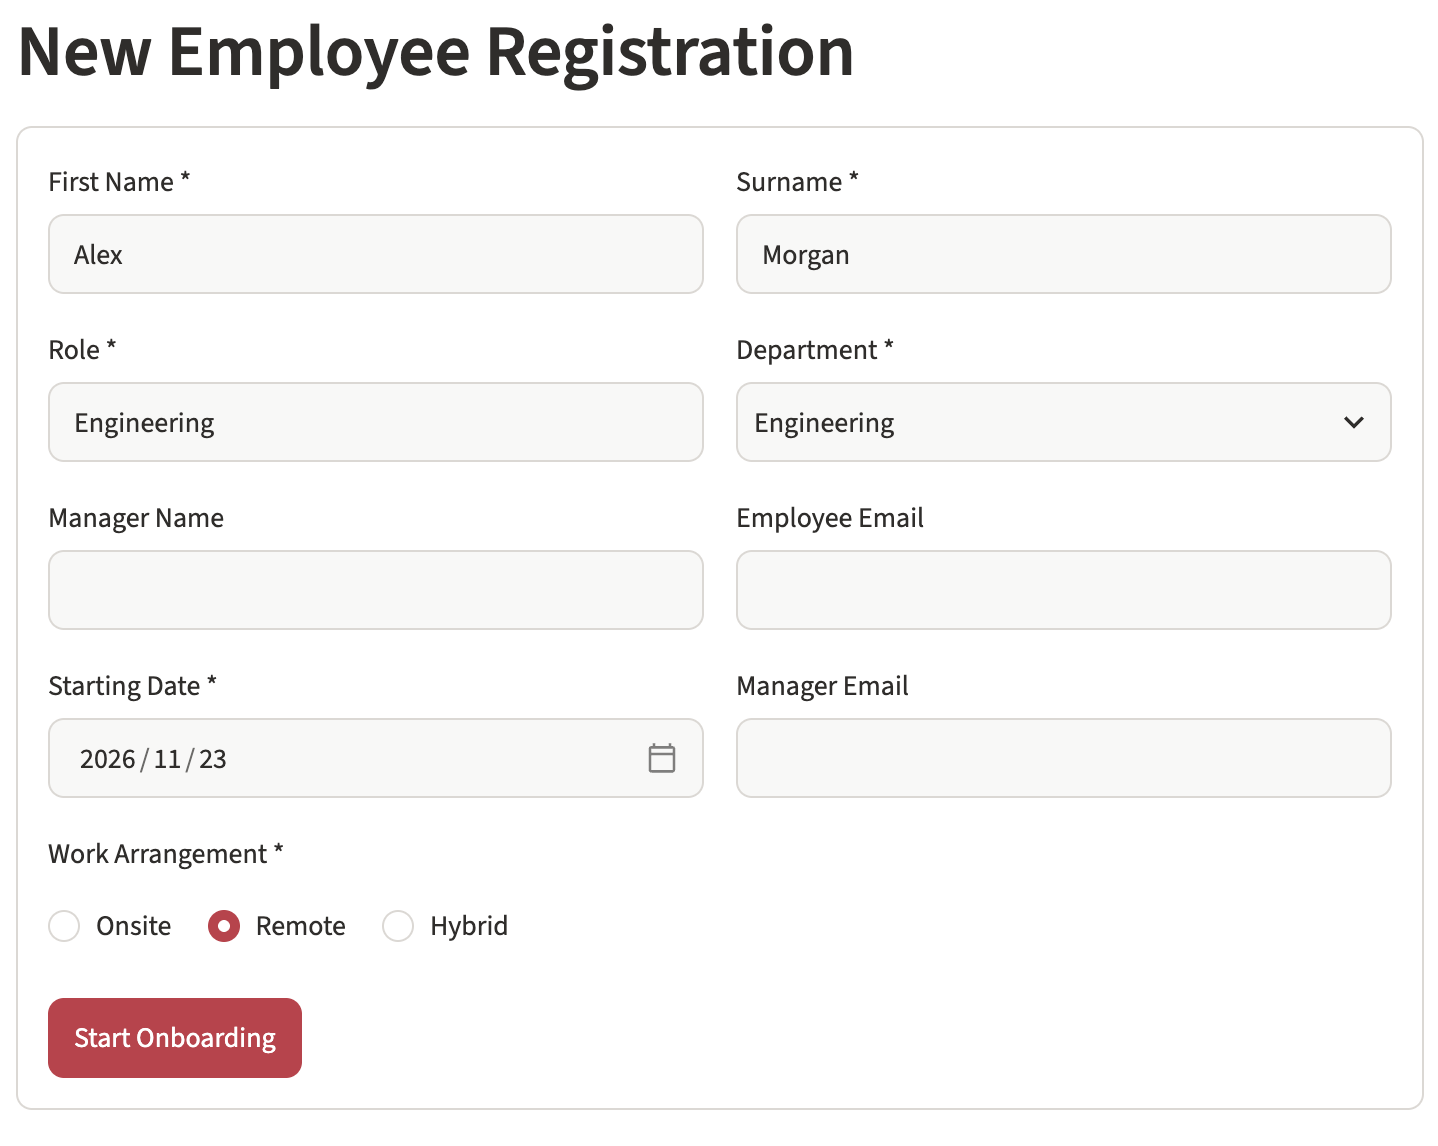 New Employee Registration
First Name *
Surname *
Alex
Morgan
Role *
Department *
Engineering
Engineering
Manager Name
Employee Email
Starting Date *
Manager Email
2026/11/23
Work Arrangement *
Onsite
Remote
Hybrid
Start Onboarding